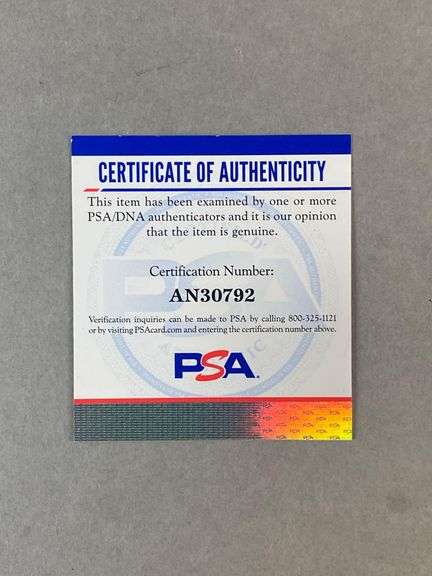 CERTIFICATE OF AUTHENTICITY
This item has been examined by one or more
PSA/DNA authenticators and it is our opinion
that the item is genuine.
Certification Number:
AN30792
Verification inquiries can be made to PSA by calling 800-325-1121
or by visiting PSAcard.com and entering the certification number above.
PSA